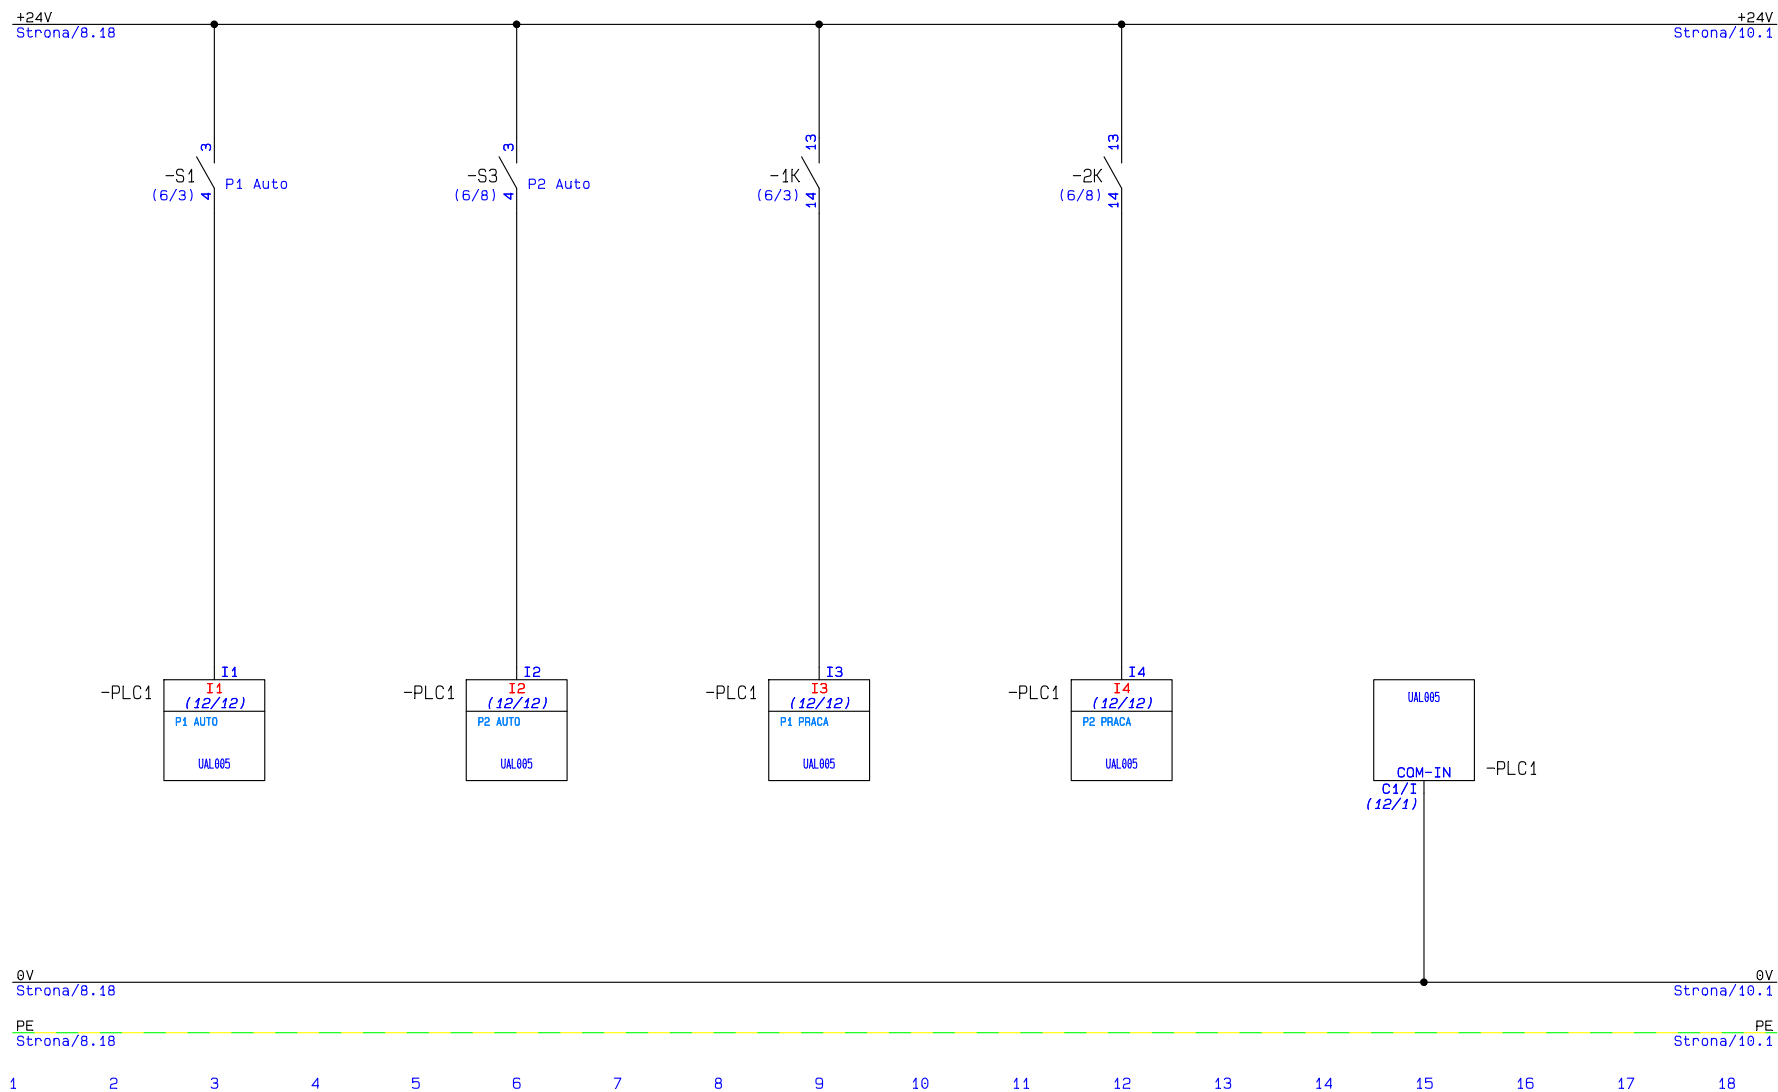 +24V +24V
Strona/8.18 Strona/10.1
3 3 13 13
-S1 P1 Auto -S3 P2 Auto -1K -2K
(6/3) 4 (6/8) 4 (6/3) 14 (6/8) 14
I1 I2 I3 I4
-PLC1 I1 -PLC1 I2 -PLC1 I3 -PLC1 I4 UAL005
(12/12) (12/12) (12/12) (12/12)
P1 AUTO P2 AUTO P1 PRACA P2 PRACA
UAL005 UAL005 UAL005 UAL005 COM-IN -PLC1
C1/I
(12/1)
0V 0V
Strona/8.18 Strona/10.1
PE PE
Strona/8.18 Strona/10.1
1 2 3 4 5 6 7 8 9 10 11 12 13 14 15 16 17 18